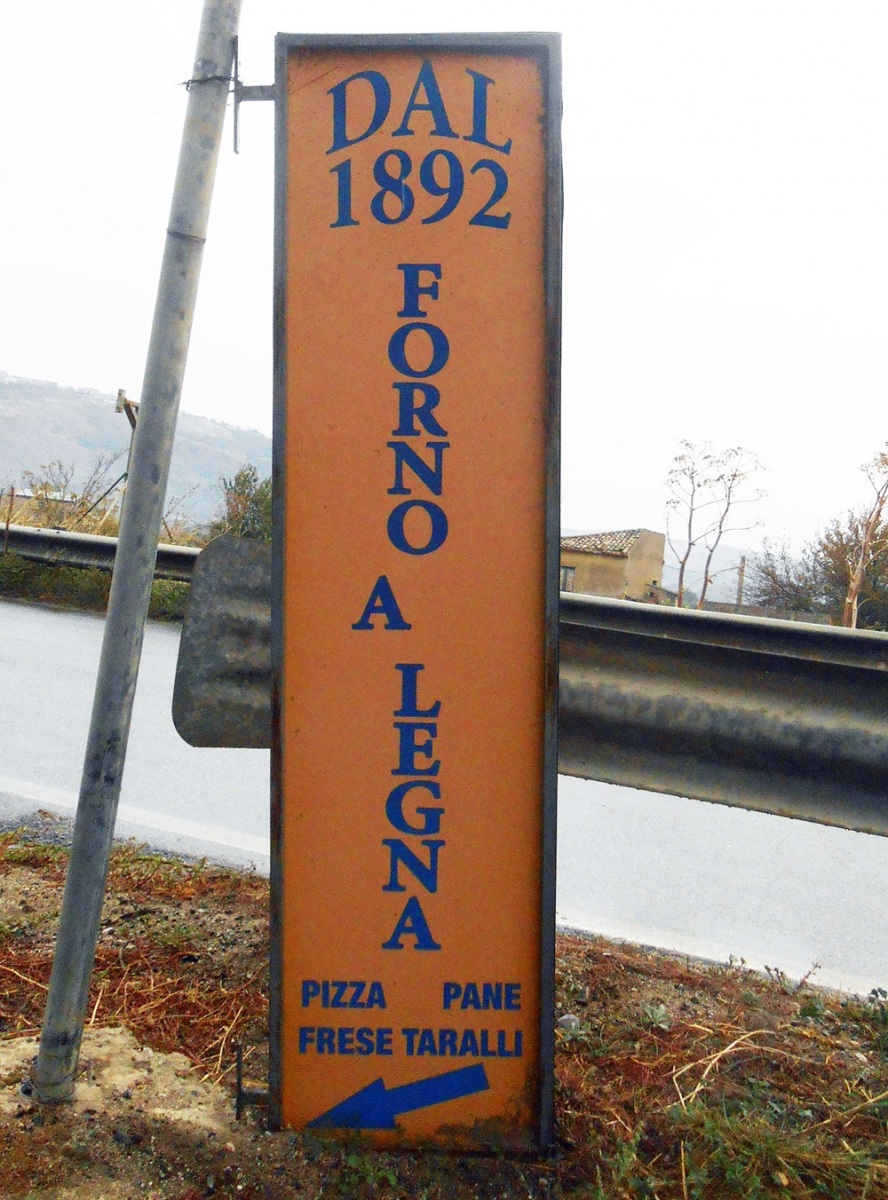 DAL
1892
FORNO
A
LEGNA
PIZZA PANE
FRESE TARALLI